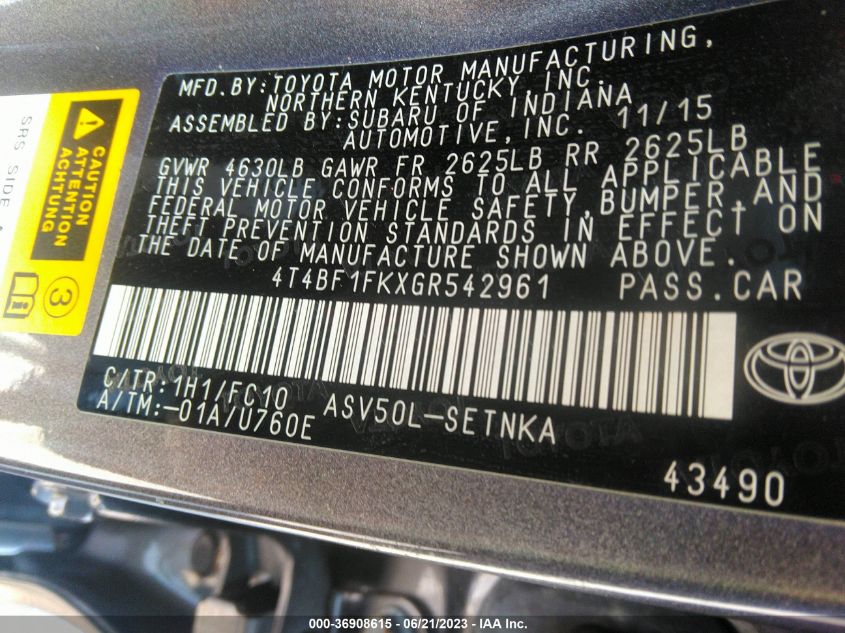 MFD.BY:TOYOTA MOTOR MANUFACTURING,
NORTHERN KENTUCKY, INC.
ASSEMBLED BY:SUBARU OF INDIANA
AUTOMOTIVE, INC. 11/15
GVWR 4630LB GAWR FR 2625LB RR 2625LB
THIS VEHICLE CONFORMS TO ALL APPLICABLE
FEDERAL MOTOR VEHICLE SAFETY, BUMPER, AND
THEFT PREVENTION STANDARDS IN EFFECT ON
THE DATE OF MANUFACTURE SHOWN ABOVE.
4T4BF1FKXGR542961 PASS.CAR
C/TR:1H1/FC10
A/TM:-01A/U760E
ASV50L-SETNKA
43490
SRS SIDE
CAUTION
ATTENTION
ACHTUNG
3
TOYOTA
000-36908615 - 06/21/2023 - IAA Inc.